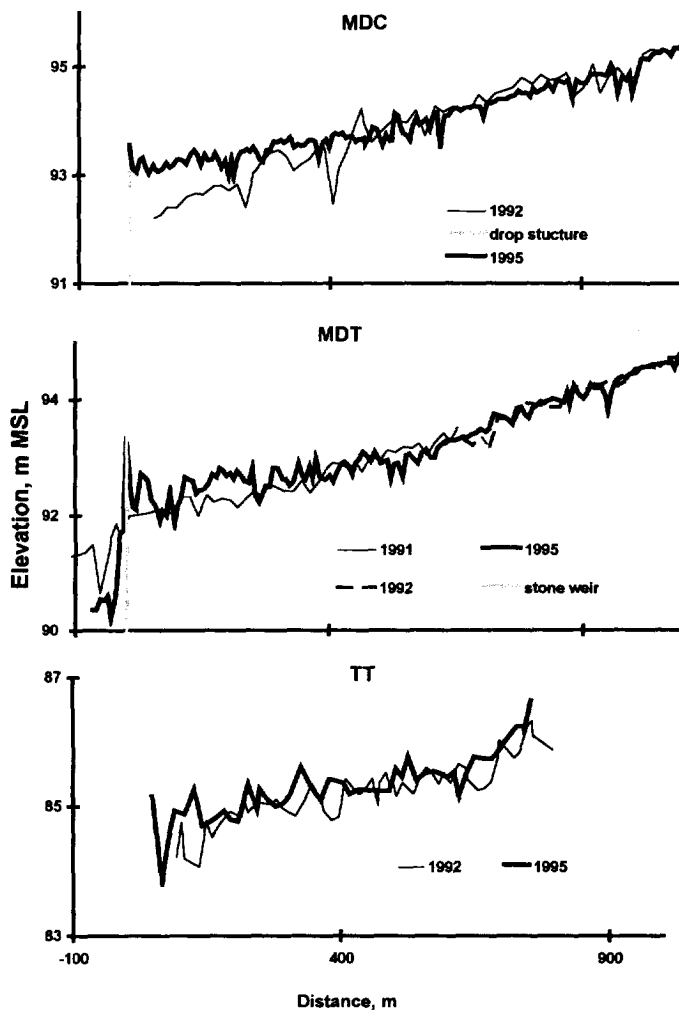 MDC
95
93
1992
drop stucture
91
1995
MDT
Elevation, m MSL
94
92
1991
1995
1992
stone weir
90
TT
87
85
1992
1995
83
-100
400
900
Distance, m